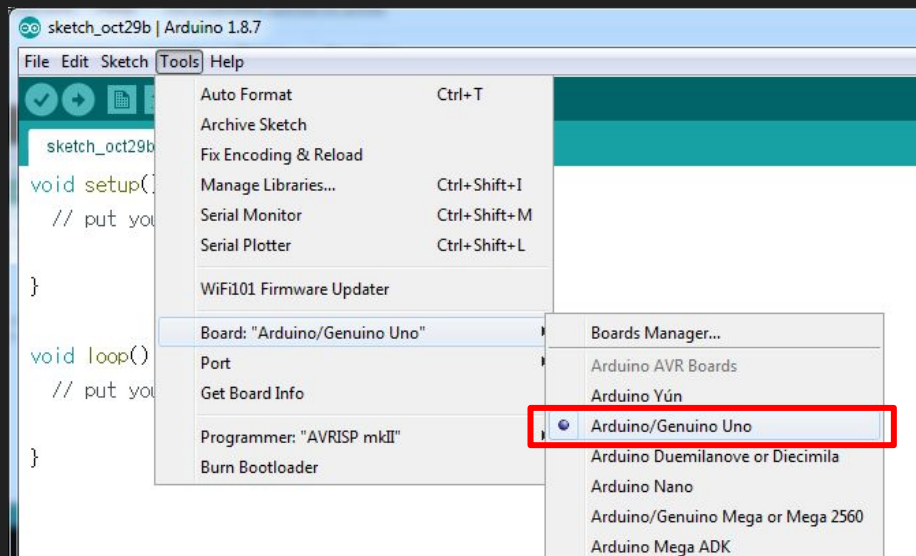 sketch_oct29b | Arduino 1.8.7
File Edit Sketch Tools Help
sketch_oct29b
void setup()
// put you
}
void loop()
// put you
}
Auto Format Ctrl+T
Archive Sketch
Fix Encoding & Reload
Manage Libraries... Ctrl+Shift+I
Serial Monitor Ctrl+Shift+M
Serial Plotter Ctrl+Shift+L
WiFi101 Firmware Updater
Board: "Arduino/Genuino Uno"
Port
Get Board Info
Programmer: "AVRISP mkII"
Burn Bootloader
Boards Manager...
Arduino AVR Boards
Arduino Yún
Arduino/Genuino Uno
Arduino Duemilanove or Diecimila
Arduino Nano
Arduino/Genuino Mega or Mega 2560
Arduino Mega ADK